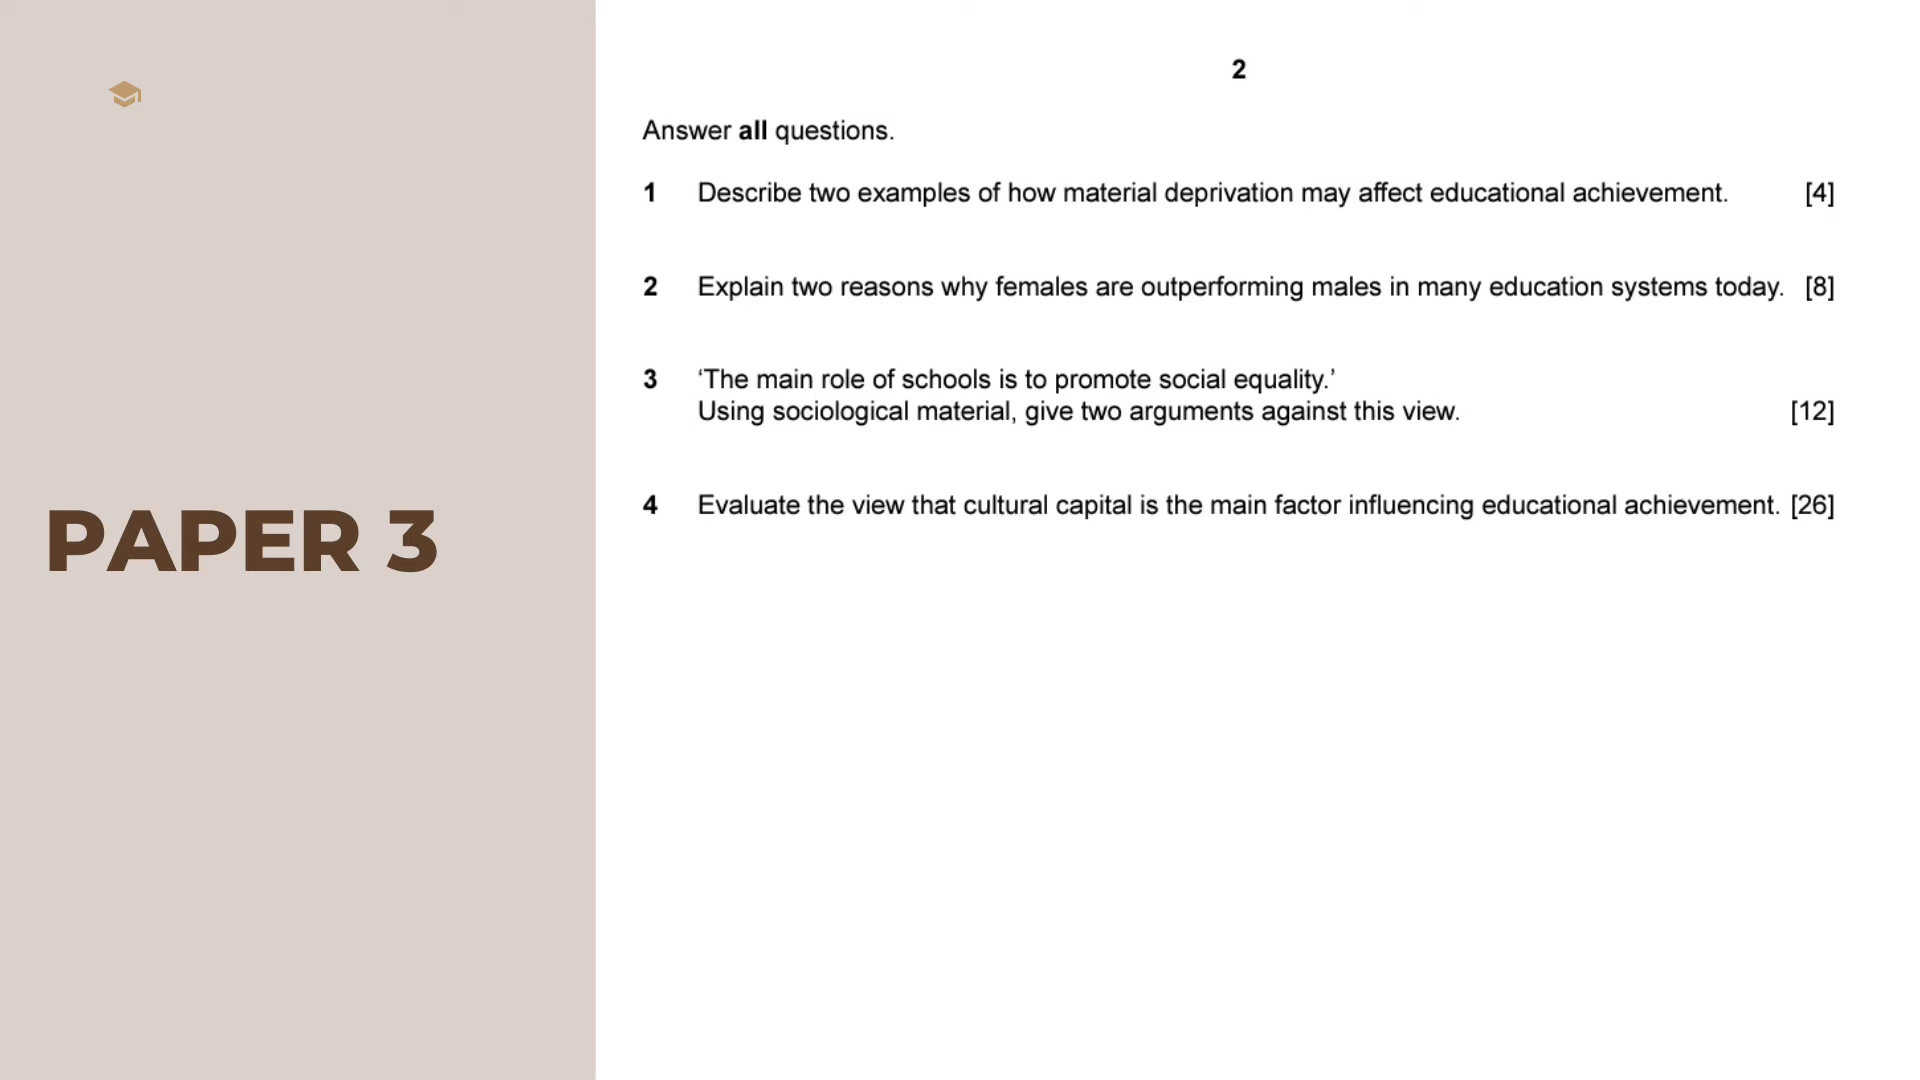 PAPER 3
2
Answer all questions.
1 Describe two examples of how material deprivation may affect educational achievement. [4]
2 Explain two reasons why females are outperforming males in many education systems today. [8]
3 ‘The main role of schools is to promote social equality.’
Using sociological material, give two arguments against this view. [12]
4 Evaluate the view that cultural capital is the main factor influencing educational achievement. [26]